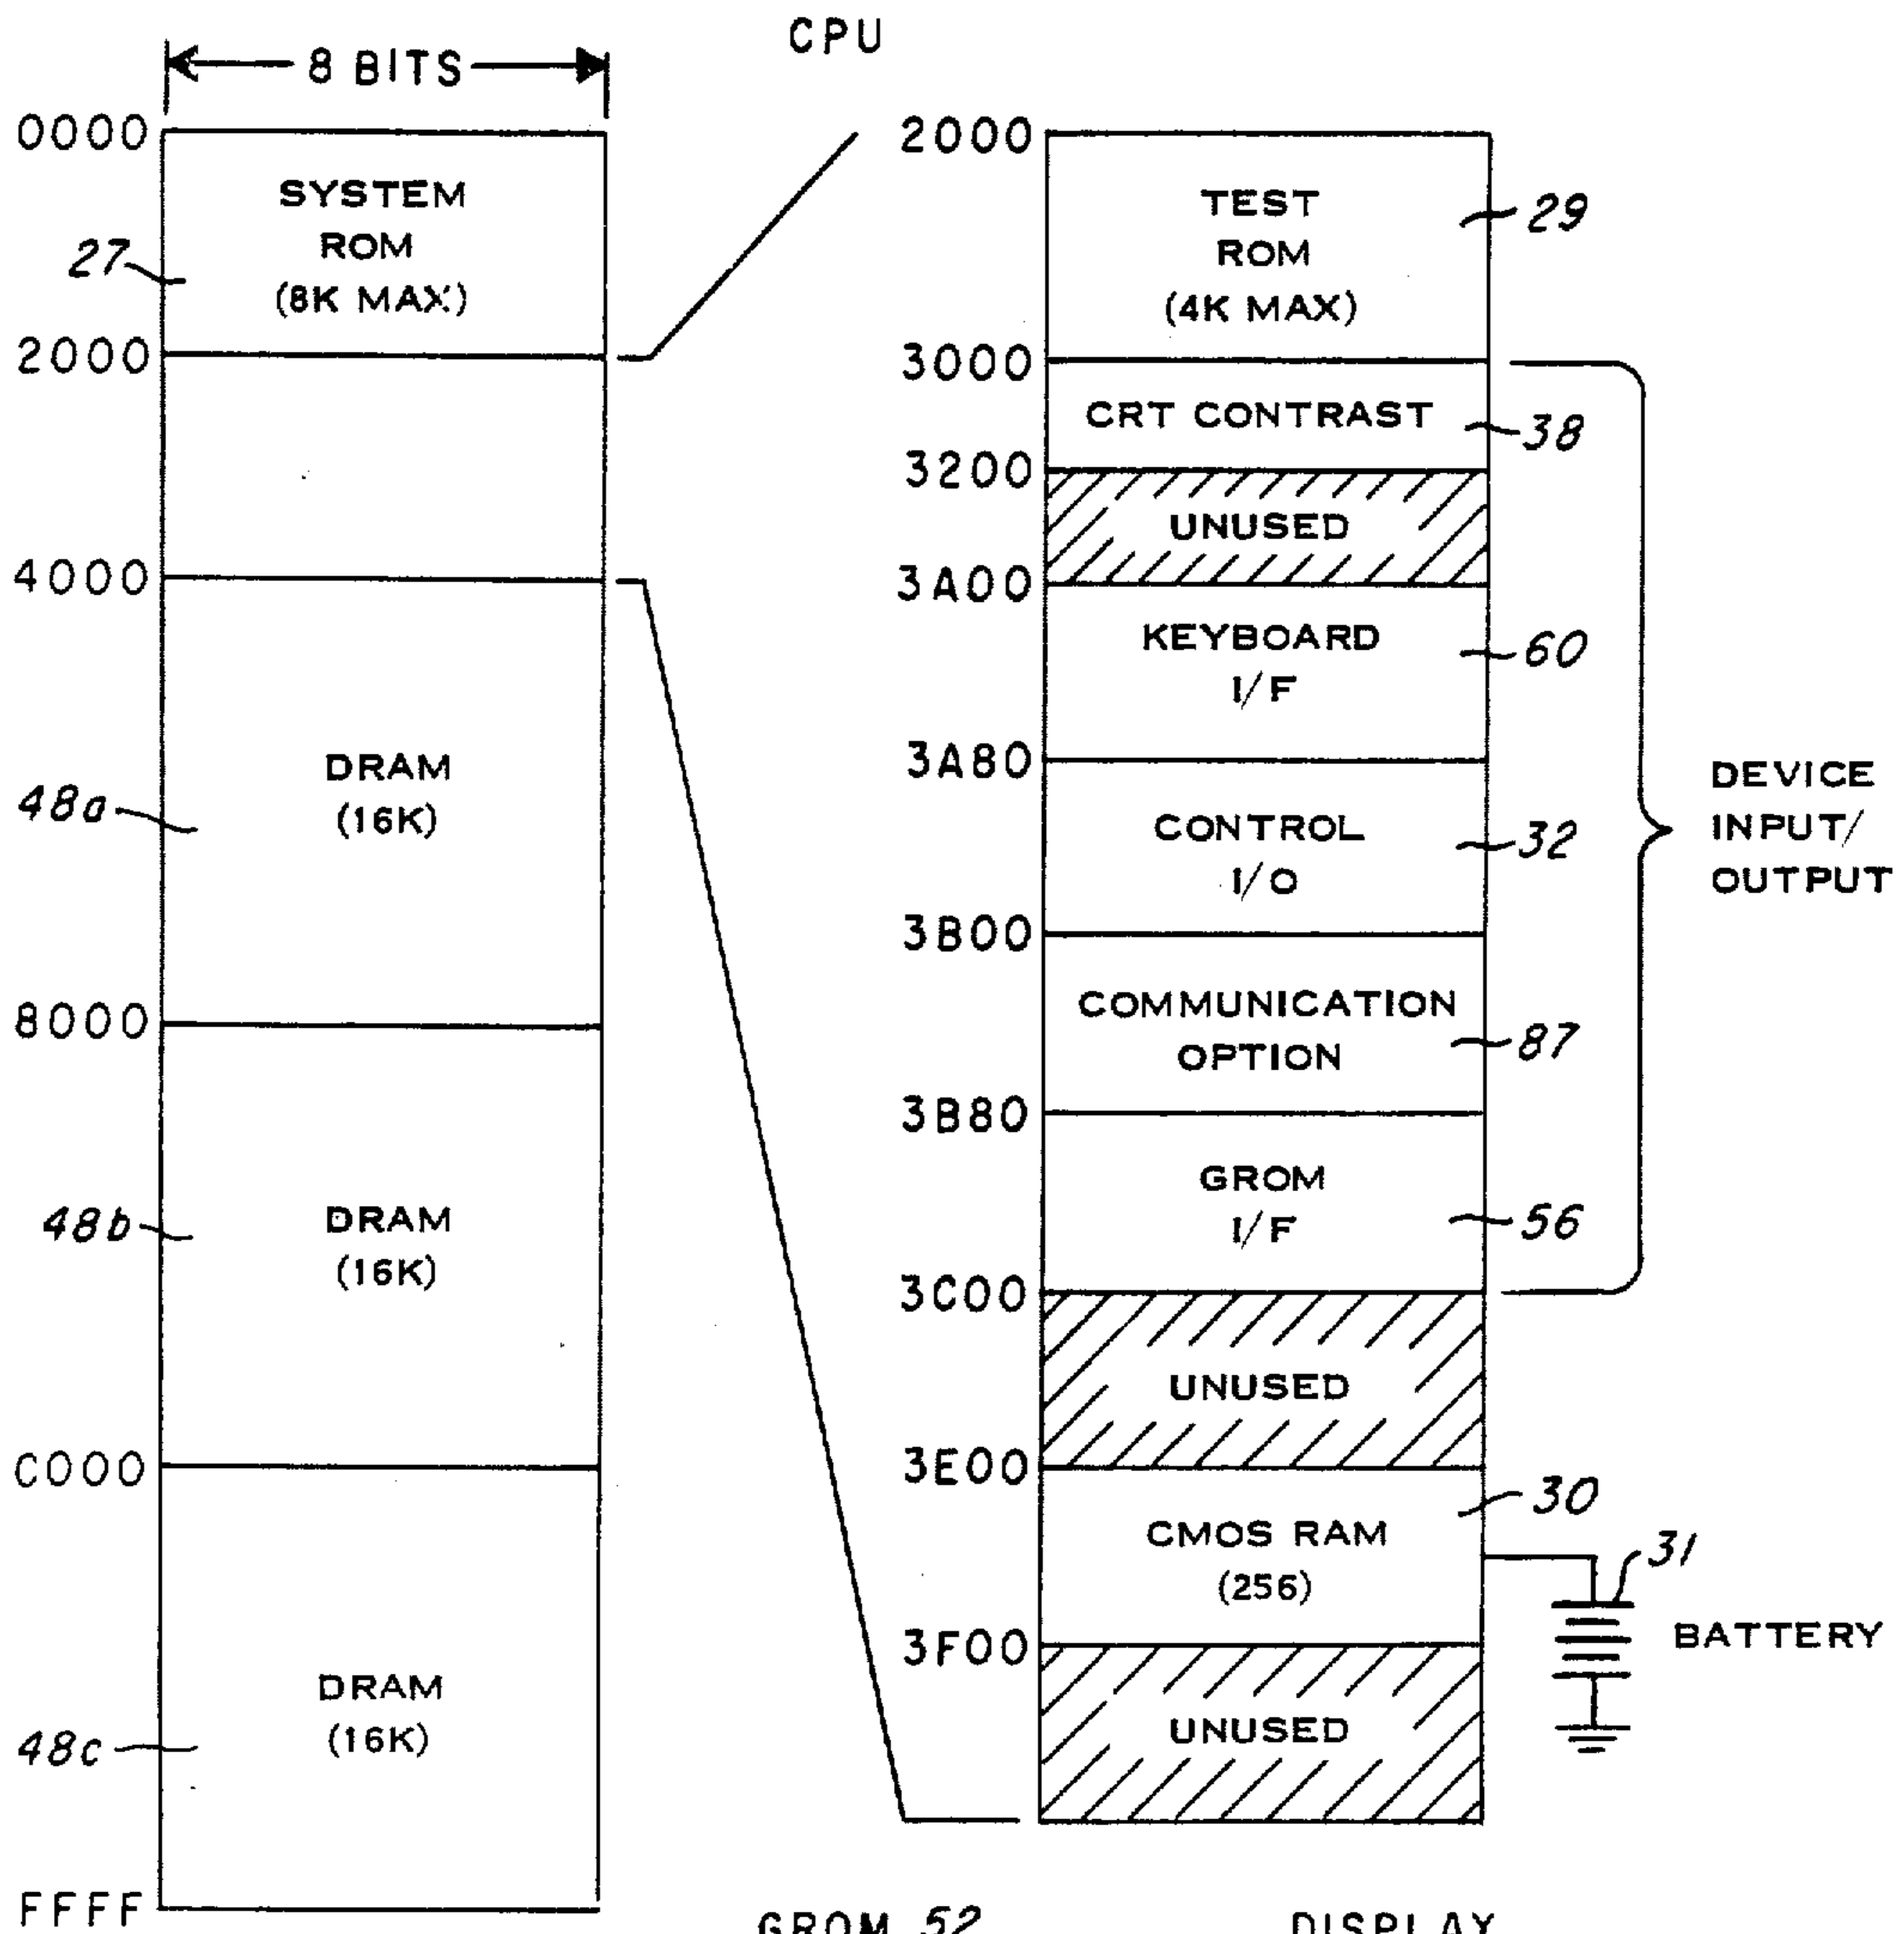 CPU
8 BITS
0000
SYSTEM
ROM
(8K MAX)
27
2000
4000
DRAM
(16K)
48a
8000
DRAM
(16K)
48b
C000
DRAM
(16K)
48c
FFFF
2000
TEST
ROM
(4K MAX)
29
3000
CRT CONTRAST
38
3200
UNUSED
3A00
KEYBOARD
I/F
60
3A80
CONTROL
I/O
32
3B00
COMMUNICATION
OPTION
87
3B80
GROM
I/F
56
3C00
UNUSED
3E00
CMOS RAM
(256)
30
31
BATTERY
3F00
UNUSED
DEVICE
INPUT/
OUTPUT
GROM 52
DISPLAY